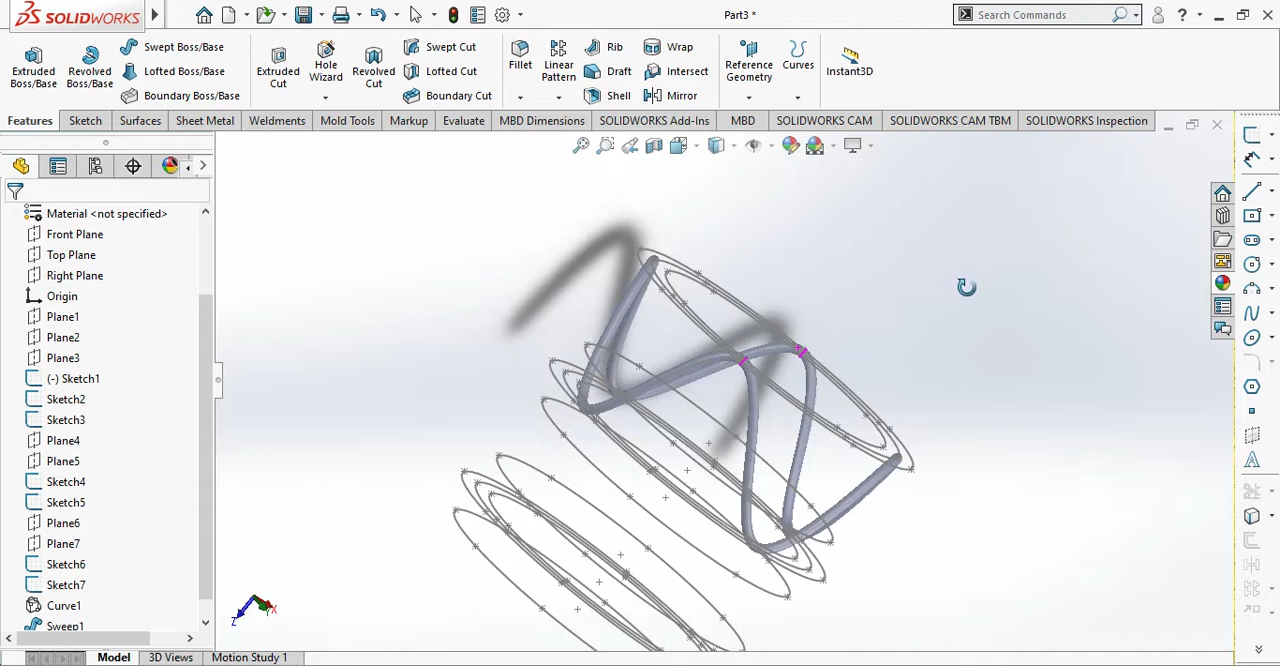 SOLIDWORKS
Part3 *
Search Commands
?
Extruded Boss/Base
Revolved Boss/Base
Swept Boss/Base
Lofted Boss/Base
Boundary Boss/Base
Extruded Cut
Hole Wizard
Revolved Cut
Swept Cut
Lofted Cut
Boundary Cut
Fillet
Linear Pattern
Rib
Draft
Shell
Wrap
Intersect
Mirror
Reference Geometry
Curves
Instant3D
Features
Sketch
Surfaces
Sheet Metal
Weldments
Mold Tools
Markup
Evaluate
MBD Dimensions
SOLIDWORKS Add-Ins
MBD
SOLIDWORKS CAM
SOLIDWORKS CAM TBM
SOLIDWORKS Inspection
Material <not specified>
Front Plane
Top Plane
Right Plane
Origin
Plane1
Plane2
Plane3
(-) Sketch1
Sketch2
Sketch3
Plane4
Plane5
Sketch4
Sketch5
Plane6
Plane7
Sketch6
Sketch7
Curve1
Sweep1
Z
X
Model
3D Views
Motion Study 1